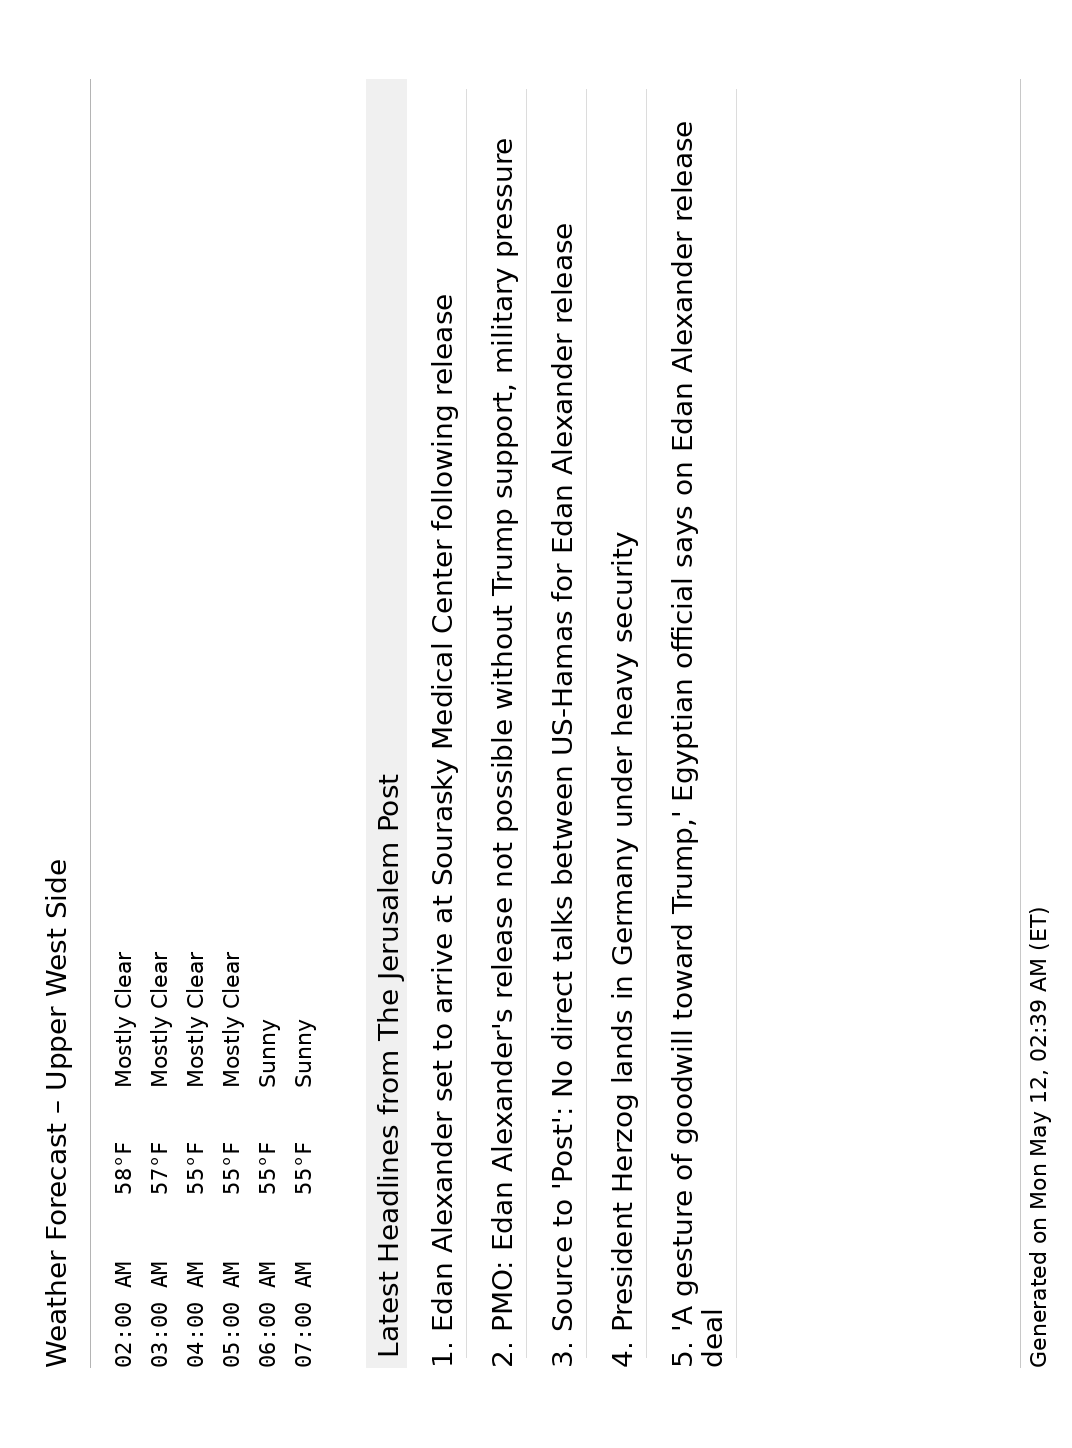 Weather Forecast – Upper West Side
02:00 AM 58°F Mostly Clear
03:00 AM 57°F Mostly Clear
04:00 AM 55°F Mostly Clear
05:00 AM 55°F Mostly Clear
06:00 AM 55°F Sunny
07:00 AM 55°F Sunny
Latest Headlines from The Jerusalem Post
1. Edan Alexander set to arrive at Sourasky Medical Center following release
2. PMO: Edan Alexander's release not possible without Trump support, military pressure
3. Source to 'Post': No direct talks between US-Hamas for Edan Alexander release
4. President Herzog lands in Germany under heavy security
5. 'A gesture of goodwill toward Trump,' Egyptian official says on Edan Alexander release
deal
Generated on Mon May 12, 02:39 AM (ET)